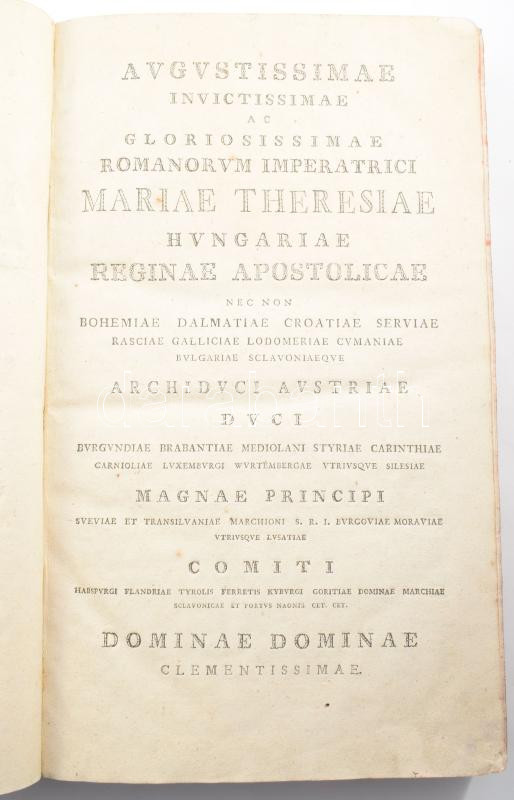 AVGVSTISSIMAE
INVICTISSIMAE
AC
GLORIOSISSIMAE
ROMANORVM IMPERATRICI
MARIAE THERESIAE
HVNGARIAE
REGINAE APOSTOLICAE
NEC NON
BOHEMIAE DALMATIAE CROATIAE SERVIAE
RASCIAE GALLICIAE LODOMERIAE CVMANIAE
BVLGARIAE SCLAVONIAEQVE
ARCHIDVCI AVSTRIAE
DVCI
BVRGVNDIAE BRABANTIAE MEDIOLANI STYRIAE CARINTHIAE
CARNIOLIAE LVXEMBVRGI WVRTEMBERGAE VTRIVSQVE SILESIAE
MAGNAE PRINCIPI
SVEVIAE ET TRANSILVANIAE MARCHIONI S. R. I. BVRGOVIAE MORAVIAE
VTRIVSQVE LVSATIAE
COMITI
HABSPVRGI FLANDRIAE TYROLIS FERRETIS KYBVRGI GORITIAE DOMINAE MARCHIAE
SCLAVONICAE ET PORTVS NAONIS CET. CET.
DOMINAE DOMINAE
CLEMENTISSIMAE.